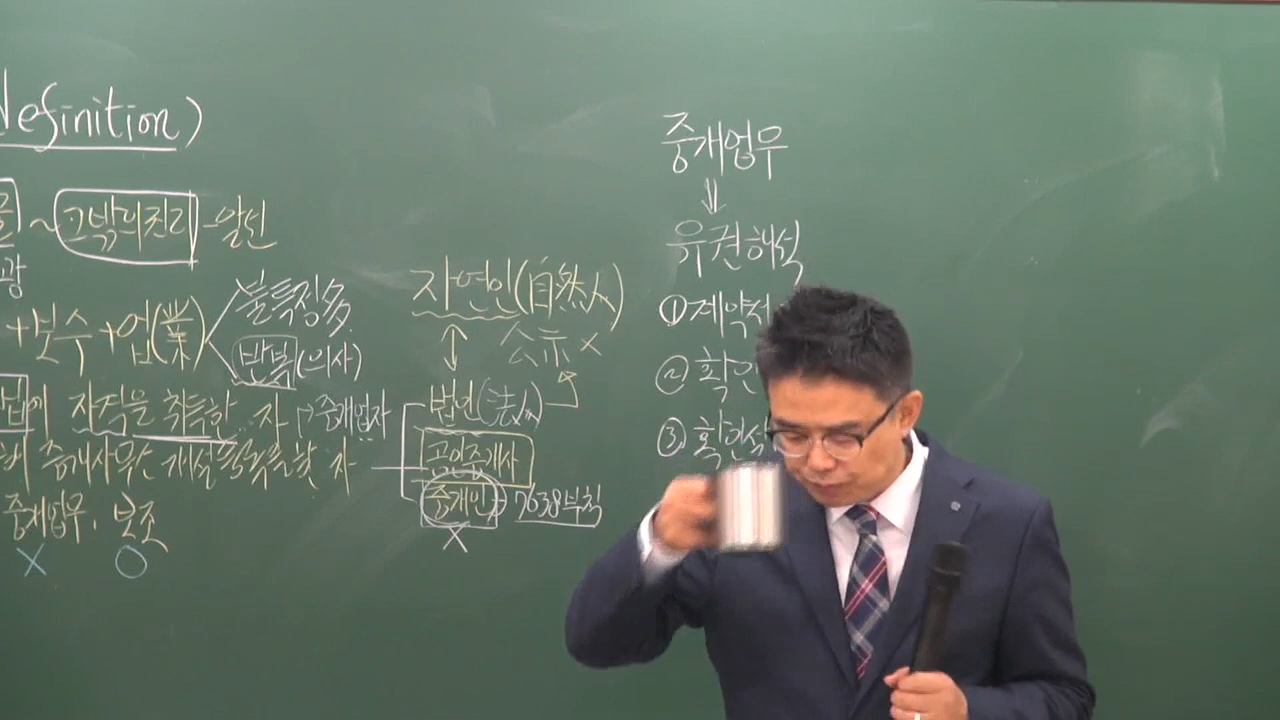 definition)
~그밖의권리-알선
광
+보수+업(業)
불특정多
반복(의사)
법에 자격을 취득한 자 → 중개업자
중개사무소 개설등록을 한 자
중개업무, 보조
X O
자연인(自然人)
↕ 公示 X
법인(法人)
공인중개사
중개인 7638부칙
X
중개업무
⇓
유권해석
①계약서
②확인
③확인설